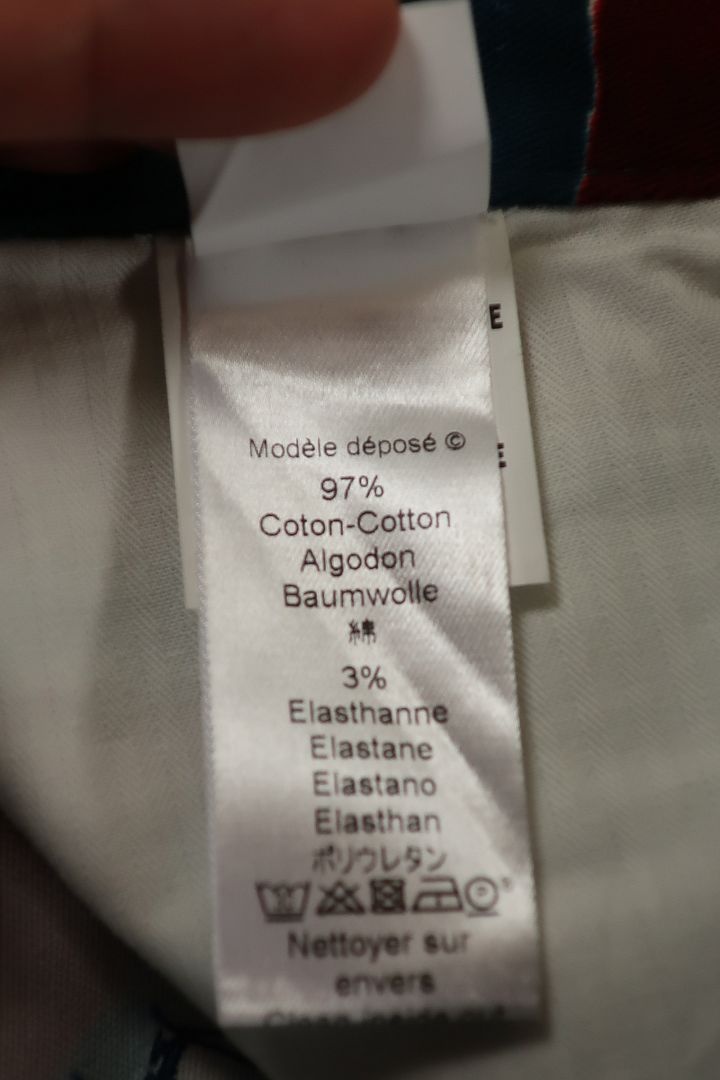 E
E
Modèle déposé ©
97%
Coton-Cotton
Algodon
Baumwolle
綿
3%
Elasthanne
Elastane
Elastano
Elasthan
ポリウレタン
Nettoyer sur
envers